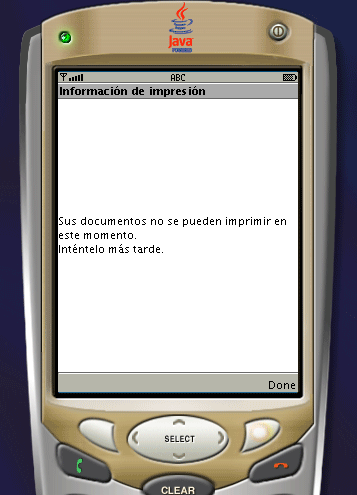 Java
POWERED
ABC
Información de impresión
Sus documentos no se pueden imprimir en
este momento.
Inténtelo más tarde.
Done
SELECT
CLEAR